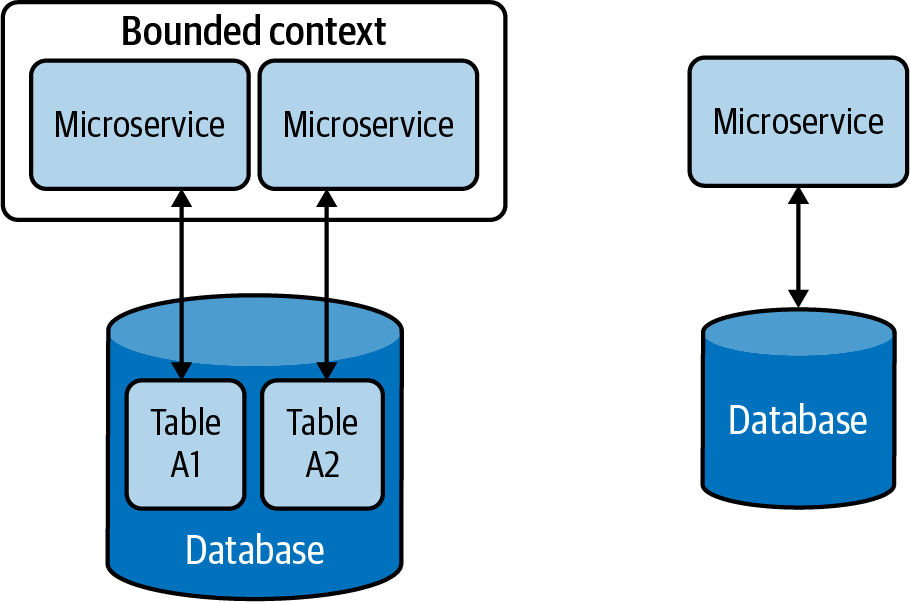 Bounded context
Microservice
Microservice
Table
A1
Table
A2
Database
Microservice
Database